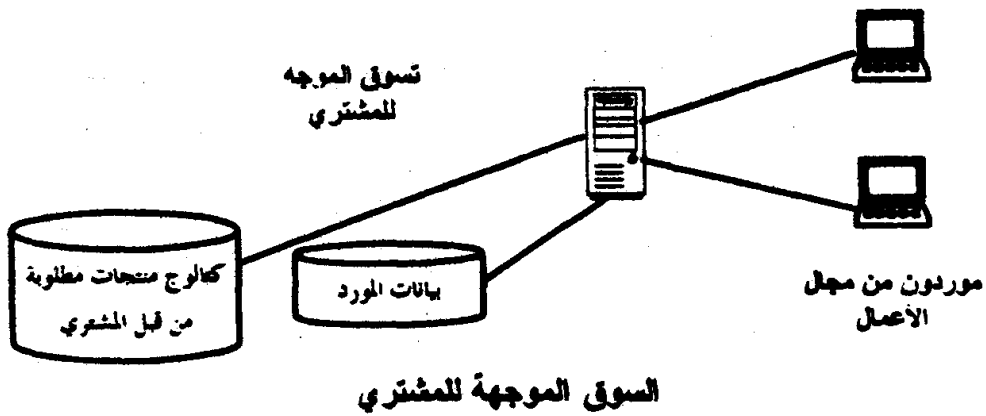 تسوق الموجه
للمشتري
كتالوج منتجات مطلوبة
من قبل المشتري
بيانات المورد
موردون من مجال
الأعمال
السوق الموجهة للمشتري